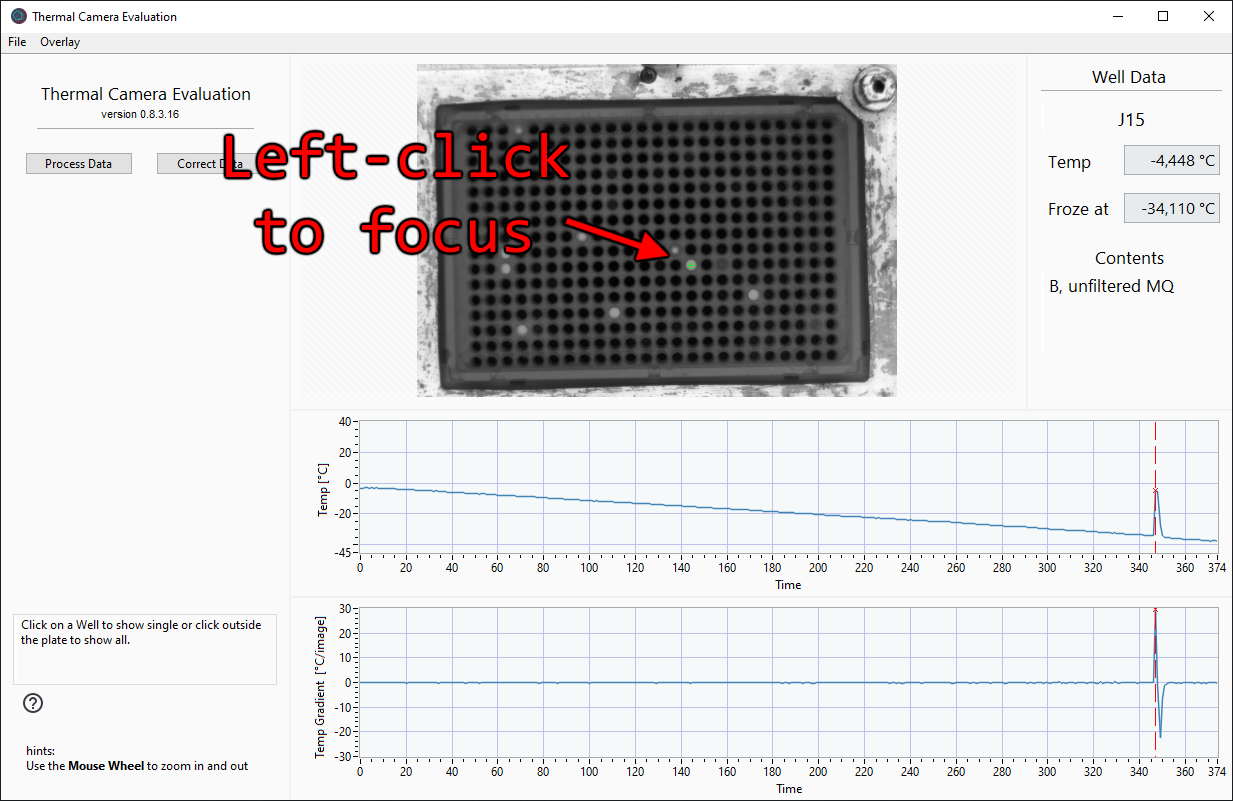 Thermal Camera Evaluation
File Overlay
Thermal Camera Evaluation
version 0.8.3.16
Process Data
Correct Data
Left-click
to focus
Well Data
J15
Temp -4,448 °C
Froze at -34,110 °C
Contents
B, unfiltered MQ
40
20
0
-20
-45
Temp [°C]
0 20 40 60 80 100 120 140 160 180 200 220 240 260 280 300 320 340 360 374
Time
30
20
10
0
-10
-20
-30
Temp Gradient [°C/image]
0 20 40 60 80 100 120 140 160 180 200 220 240 260 280 300 320 340 360 374
Time
Click on a Well to show single or click outside
the plate to show all.
?
hints:
Use the Mouse Wheel to zoom in and out